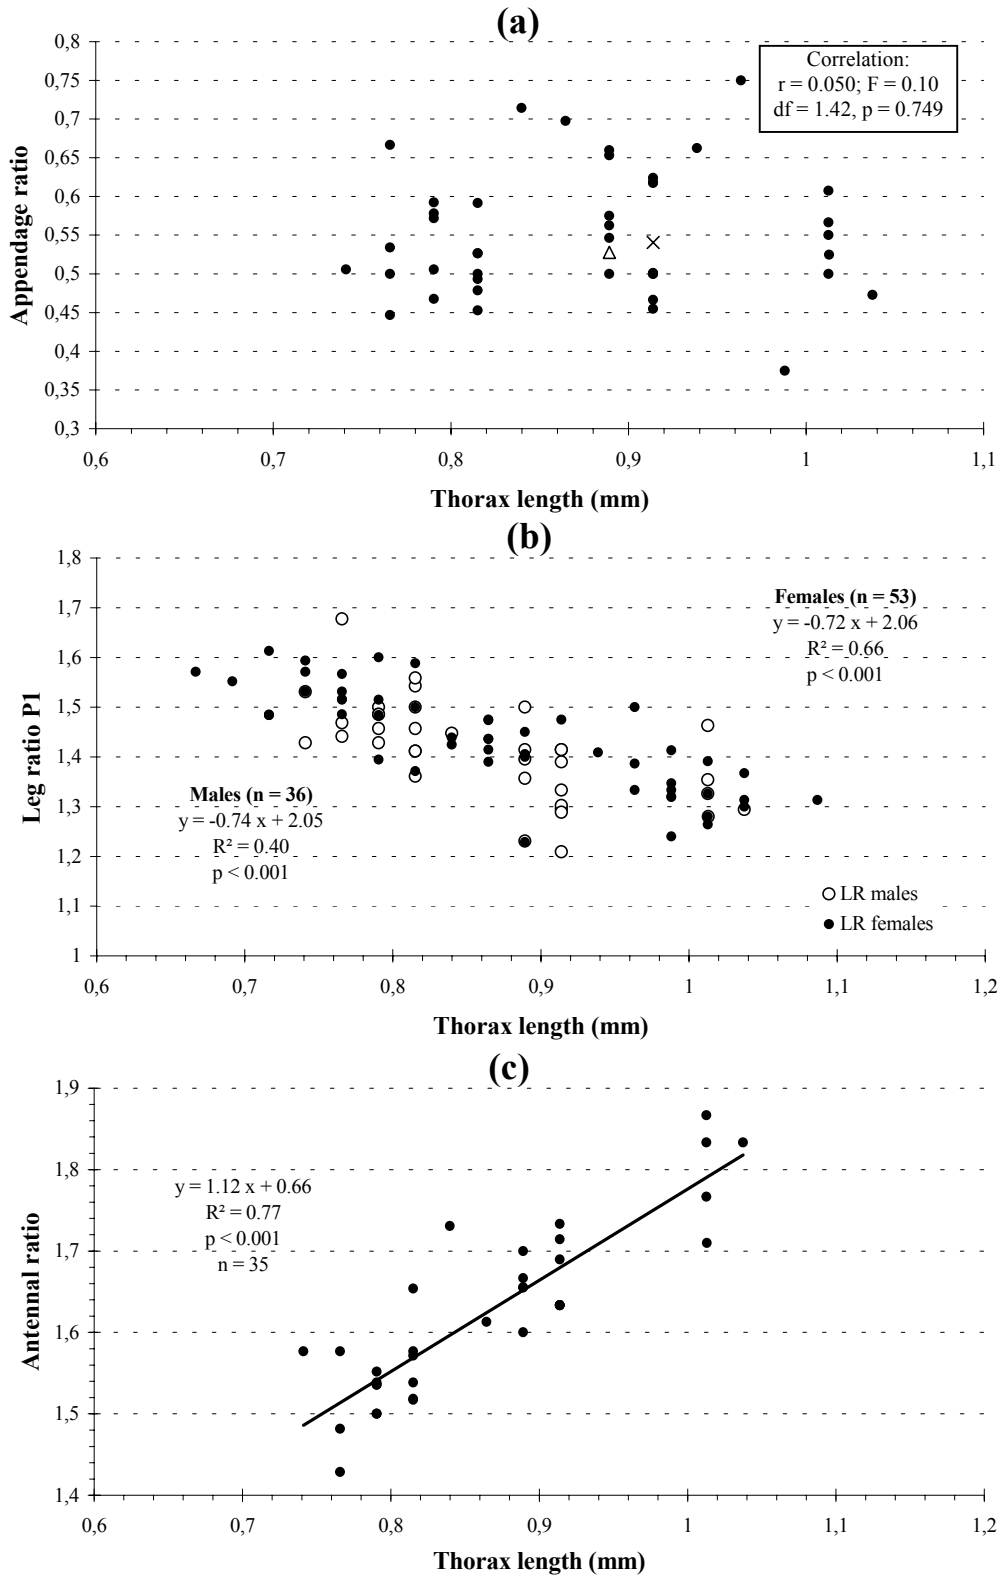 (a)
0,8
0,75
0,7
0,65
0,6
0,55
0,5
0,45
0,4
0,35
0,3
Appendage ratio
Correlation:
r = 0.050; F = 0.10
df = 1.42, p = 0.749
0,6 0,7 0,8 0,9 1 1,1
Thorax length (mm)
(b)
1,8
1,7
1,6
1,5
1,4
1,3
1,2
1,1
1
Leg ratio P1
Females (n = 53)
y = -0.72 x + 2.06
R² = 0.66
p < 0.001
Males (n = 36)
y = -0.74 x + 2.05
R² = 0.40
p < 0.001
LR males
LR females
0,6 0,7 0,8 0,9 1 1,1 1,2
Thorax length (mm)
(c)
1,9
1,8
1,7
1,6
1,5
1,4
Antennal ratio
y = 1.12 x + 0.66
R² = 0.77
p < 0.001
n = 35
0,6 0,7 0,8 0,9 1 1,1 1,2
Thorax length (mm)